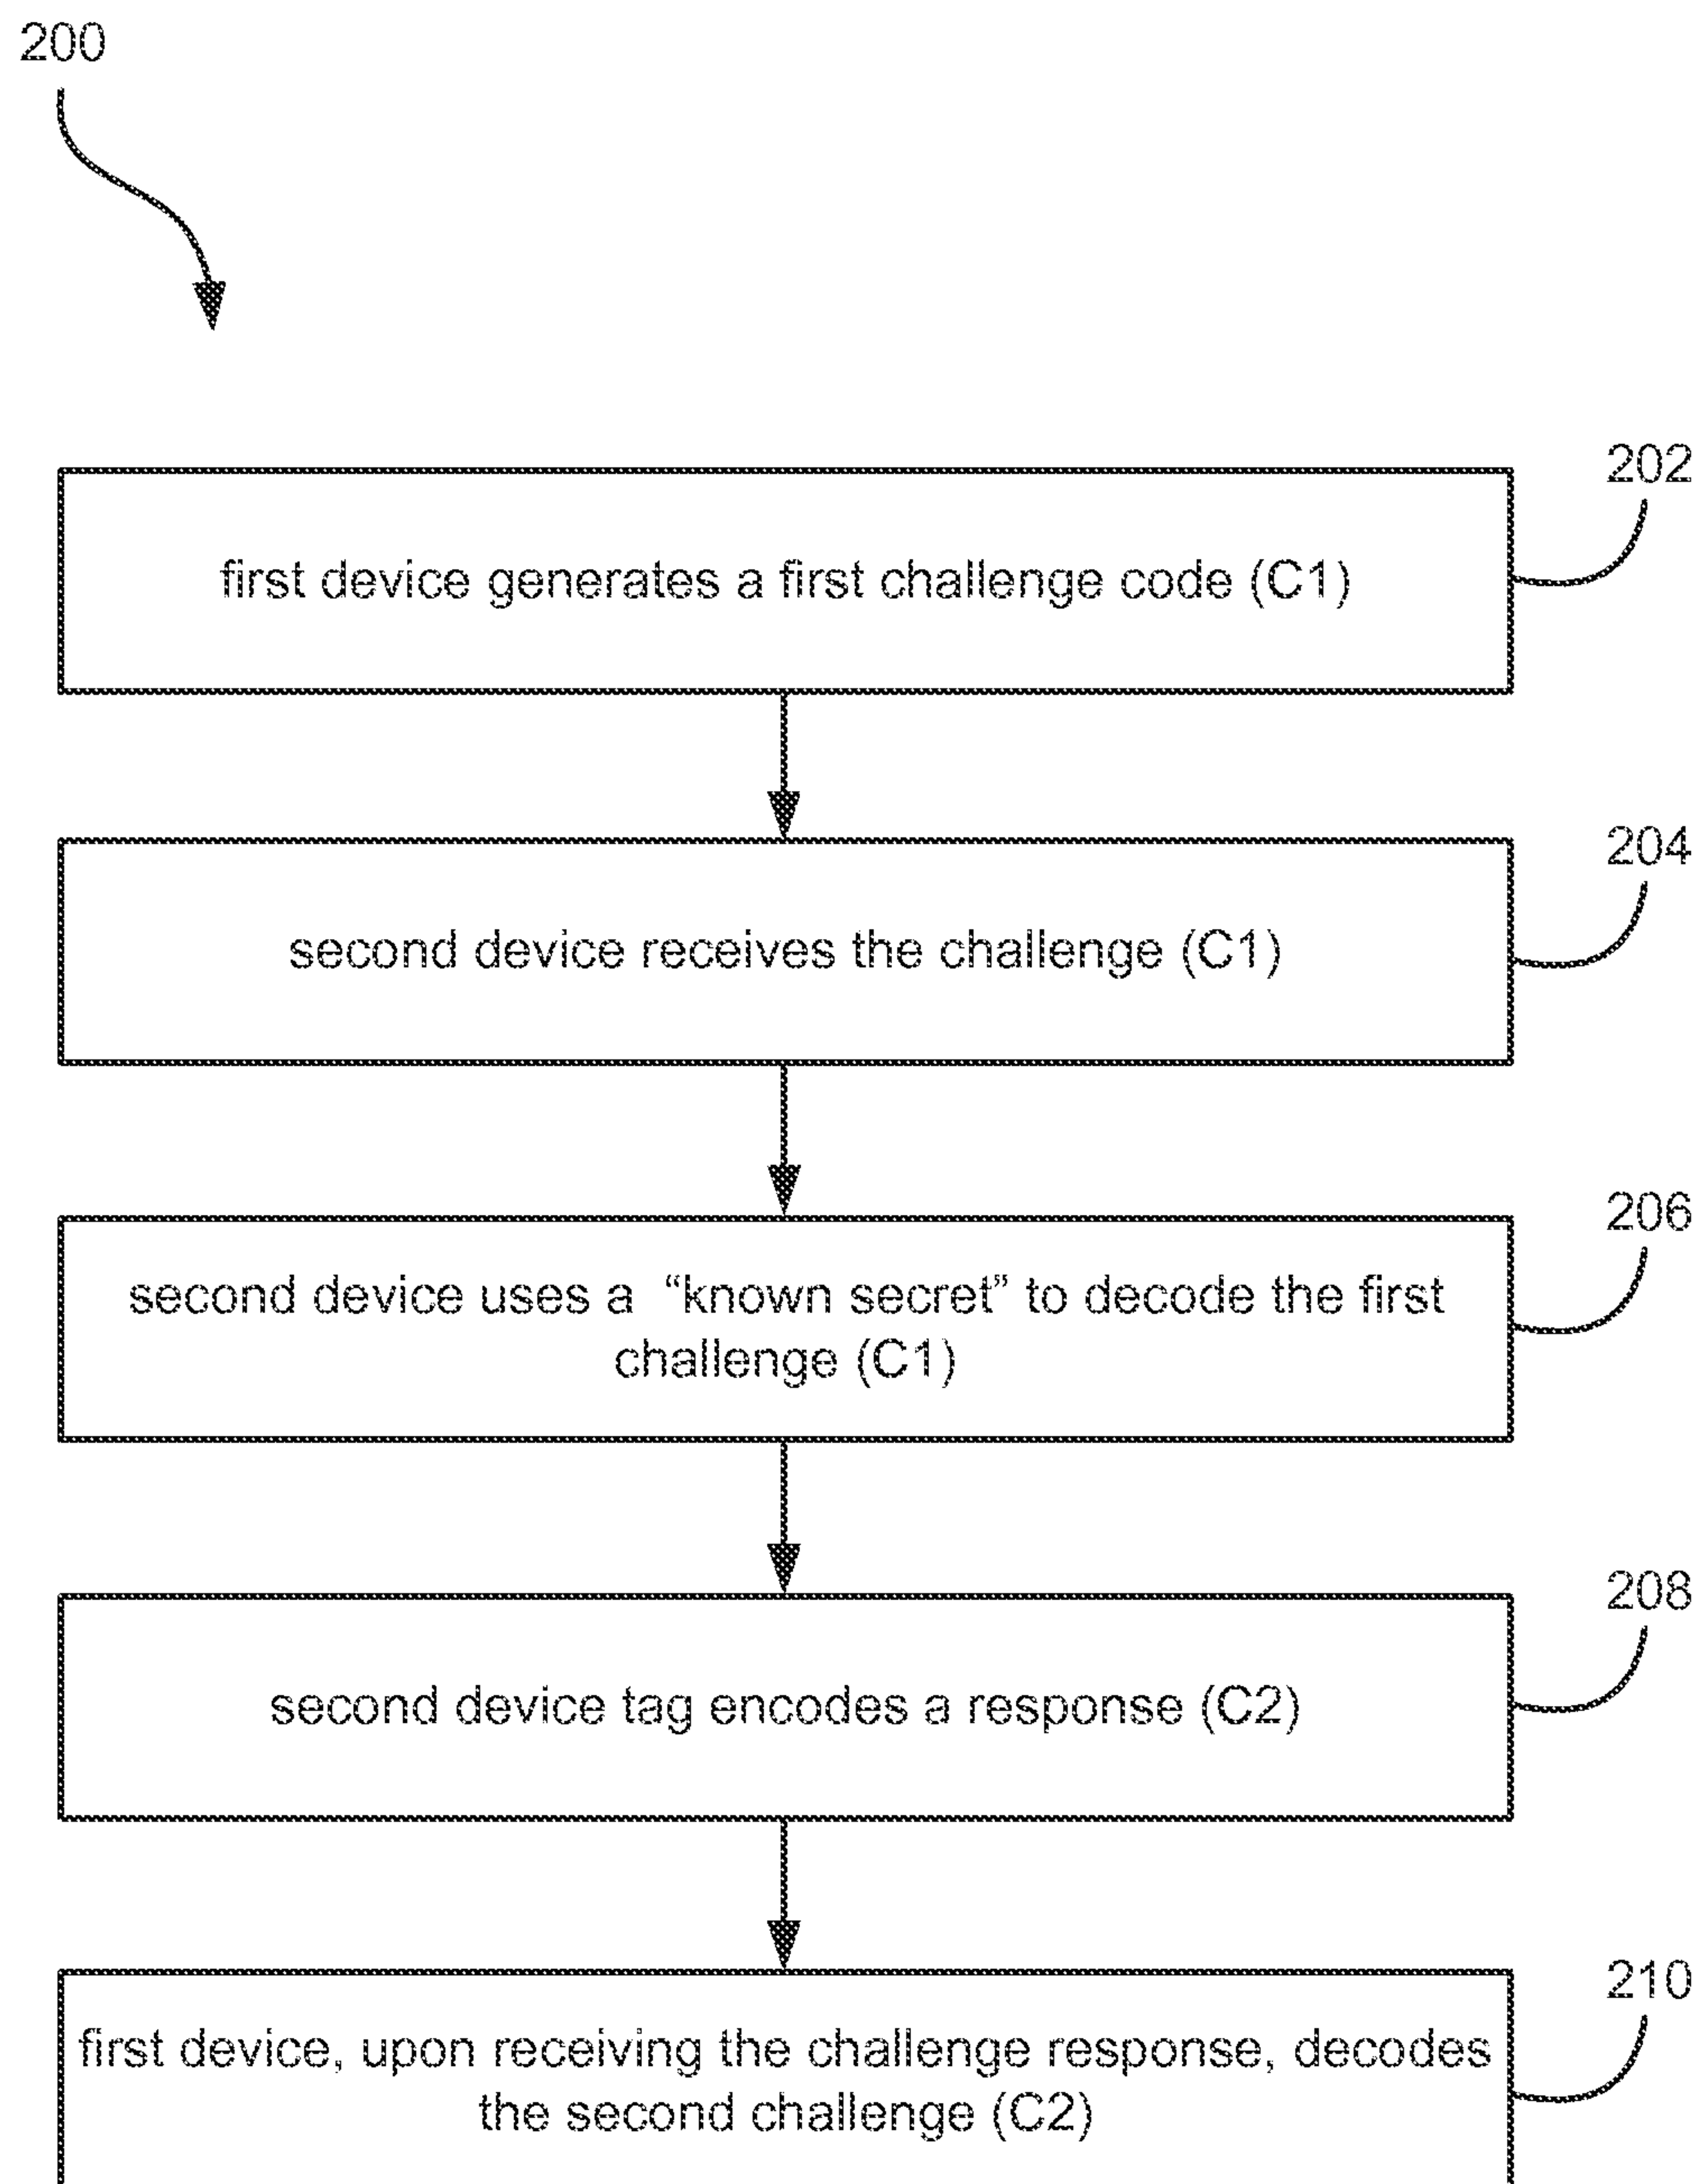 200
202
first device generates a first challenge code (C1)
204
second device receives the challenge (C1)
206
second device uses a “known secret” to decode the first
challenge (C1)
208
second device tag encodes a response (C2)
210
first device, upon receiving the challenge response, decodes
the second challenge (C2)